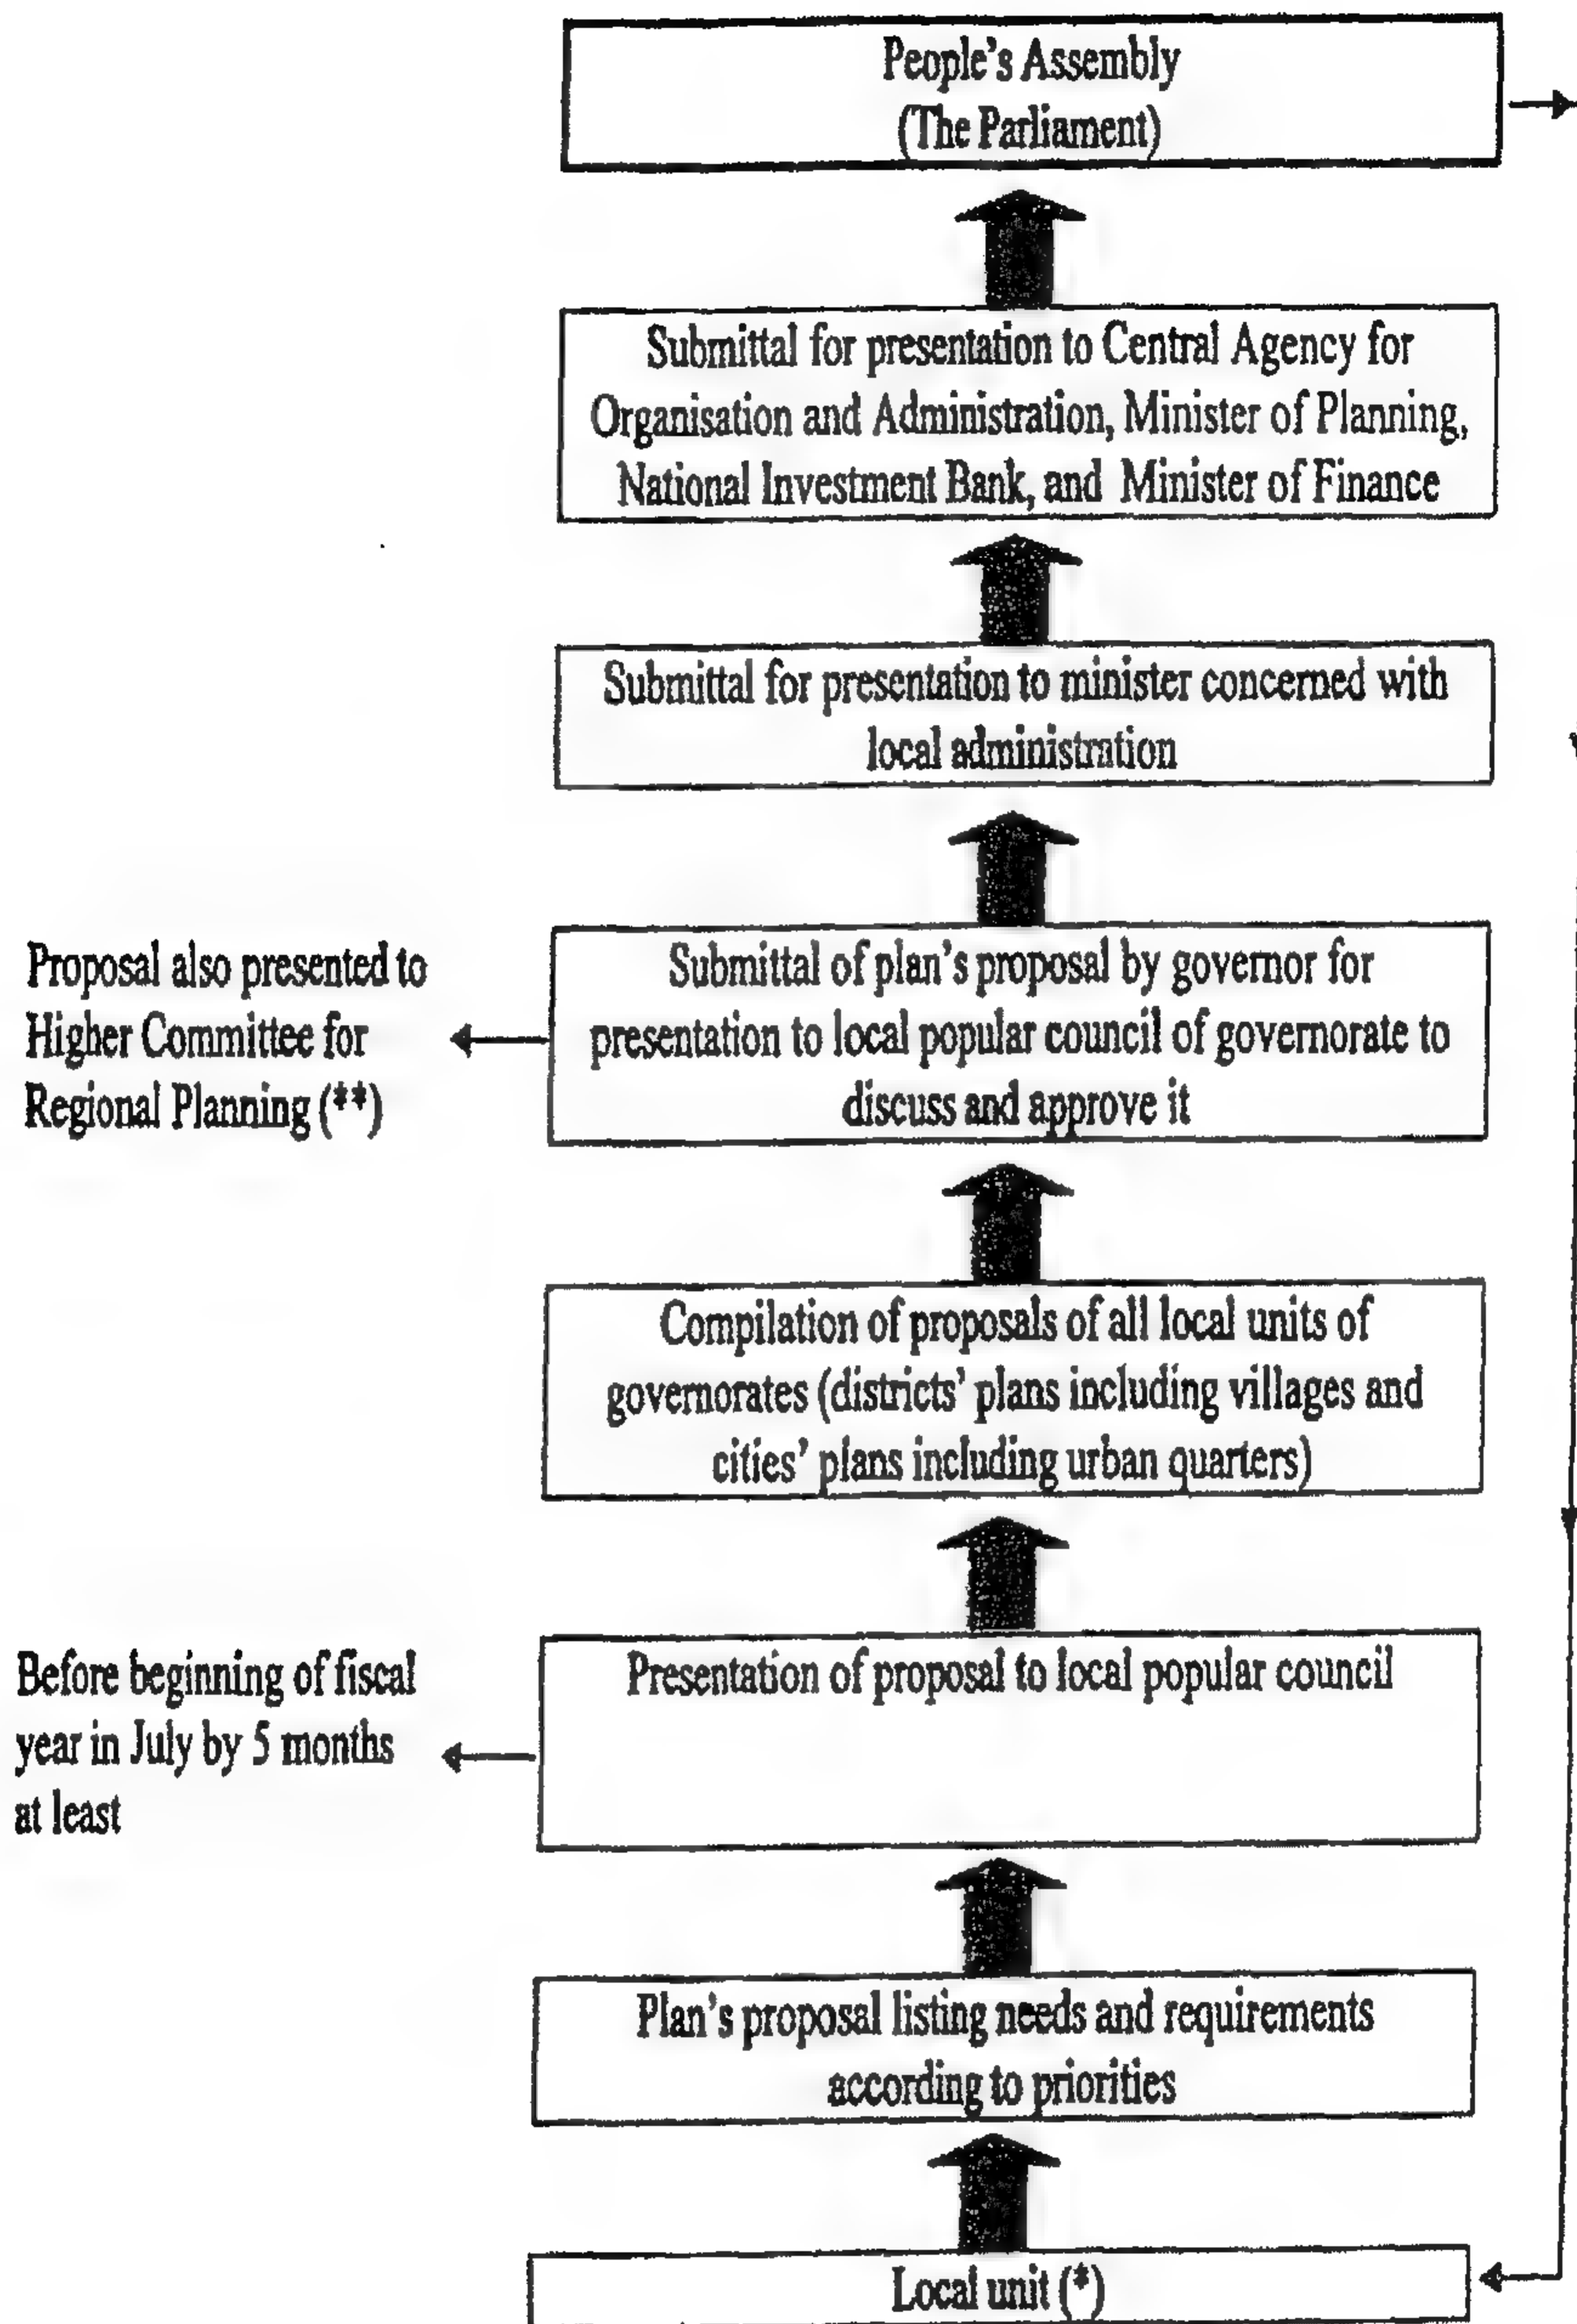 People's Assembly
(The Parliament)
Submittal for presentation to Central Agency for
Organisation and Administration, Minister of Planning,
National Investment Bank, and Minister of Finance
Submittal for presentation to minister concerned with
local administration
Proposal also presented to
Higher Committee for
Regional Planning (**)
Submittal of plan's proposal by governor for
presentation to local popular council of governorate to
discuss and approve it
Compilation of proposals of all local units of
governorates (districts' plans including villages and
cities' plans including urban quarters)
Before beginning of fiscal
year in July by 5 months
at least
Presentation of proposal to local popular council
Plan's proposal listing needs and requirements
according to priorities
Local unit (*)